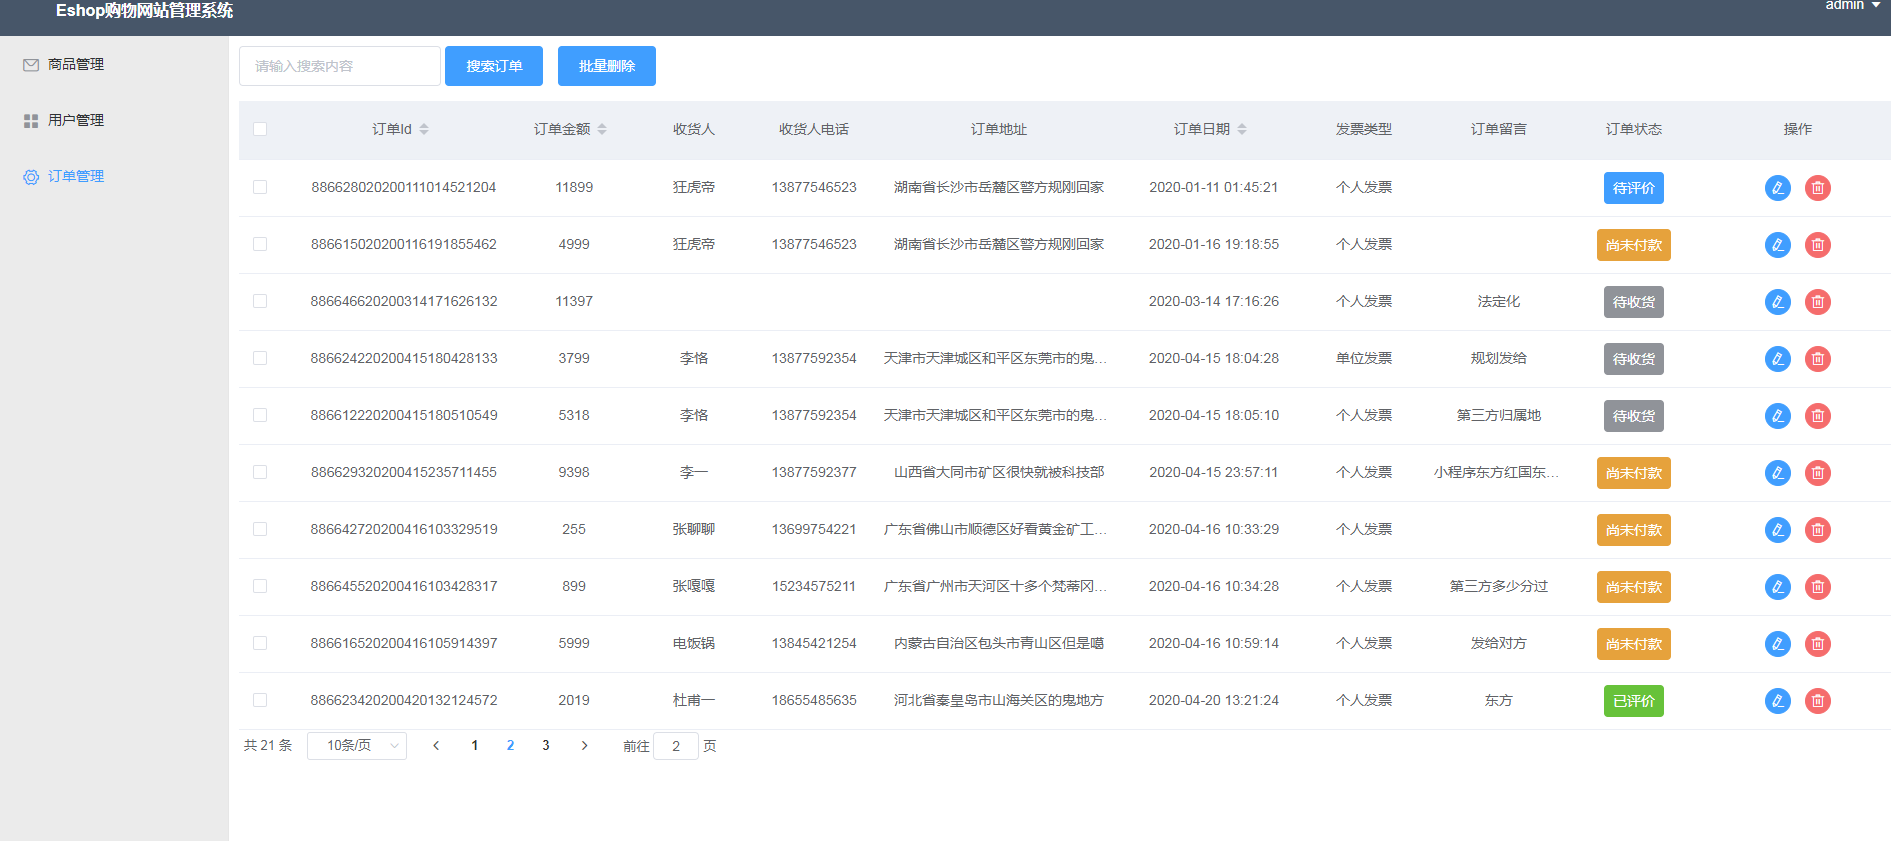 Eshop购物网站管理系统
admin
商品管理
用户管理
订单管理
请输入搜索内容 搜索订单 批量删除
订单Id 订单金额 收货人 收货人电话 订单地址 订单日期 发票类型 订单留言 订单状态 操作
886628020200111014521204 11899 狂虎帝 13877546523 湖南省长沙市岳麓区警方规刚回家 2020-01-11 01:45:21 个人发票 待评价
886615020200116191855462 4999 狂虎帝 13877546523 湖南省长沙市岳麓区警方规刚回家 2020-01-16 19:18:55 个人发票 尚未付款
886646620200314171626132 11397 2020-03-14 17:16:26 个人发票 法定化 待收货
886624220200415180428133 3799 李恪 13877592354 天津市天津城区和平区东莞市的鬼… 2020-04-15 18:04:28 单位发票 规划发给 待收货
886612220200415180510549 5318 李恪 13877592354 天津市天津城区和平区东莞市的鬼… 2020-04-15 18:05:10 个人发票 第三方归属地 待收货
886629320200415235711455 9398 李一 13877592377 山西省大同市矿区很快就被科技部 2020-04-15 23:57:11 个人发票 小程序东方红国东… 尚未付款
886642720200416103329519 255 张聊聊 13699754221 广东省佛山市顺德区好看黄金矿工… 2020-04-16 10:33:29 个人发票 尚未付款
886645520200416103428317 899 张嘎嘎 15234575211 广东省广州市天河区十多个梵蒂冈… 2020-04-16 10:34:28 个人发票 第三方多少分过 尚未付款
886616520200416105914397 5999 电饭锅 13845421254 内蒙古自治区包头市青山区但是噶 2020-04-16 10:59:14 个人发票 发给对方 尚未付款
886623420200420132124572 2019 杜甫一 18655485635 河北省秦皇岛市山海关区的鬼地方 2020-04-20 13:21:24 个人发票 东方 已评价
共 21 条 10条/页 1 2 3 前往 2 页